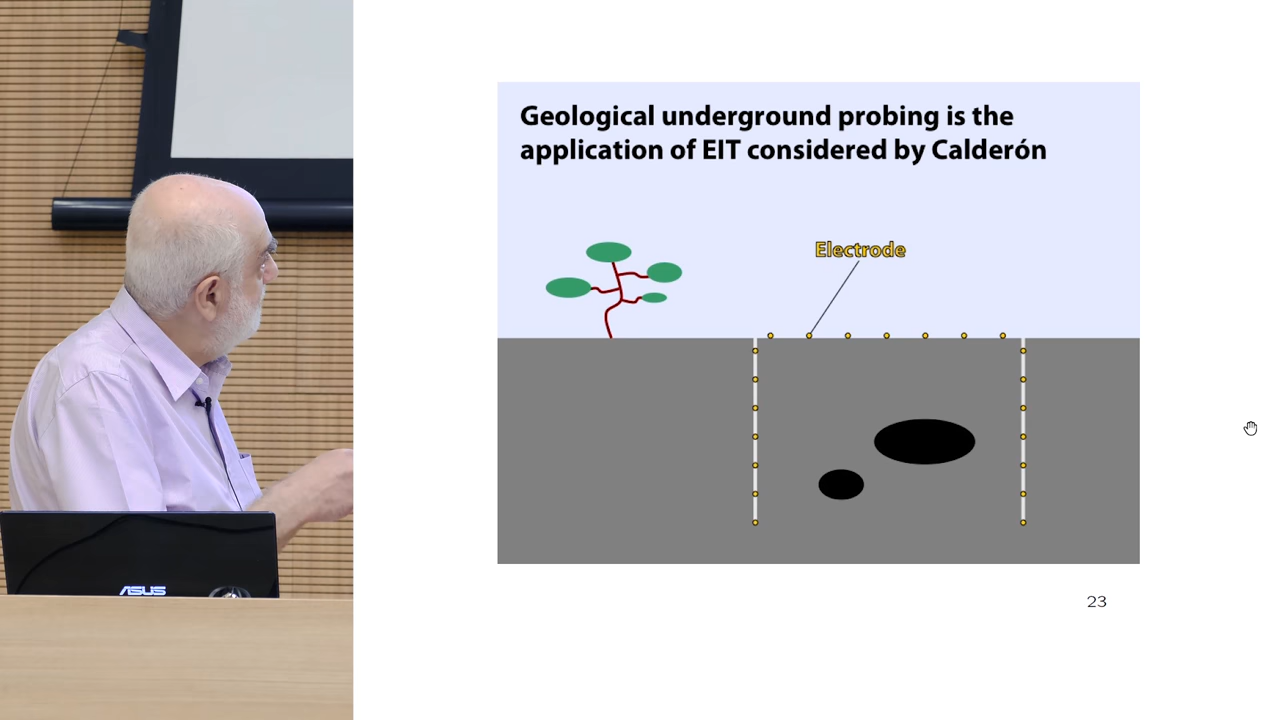 Geological underground probing is the
application of EIT considered by Calderón
Electrode
ASUS
23